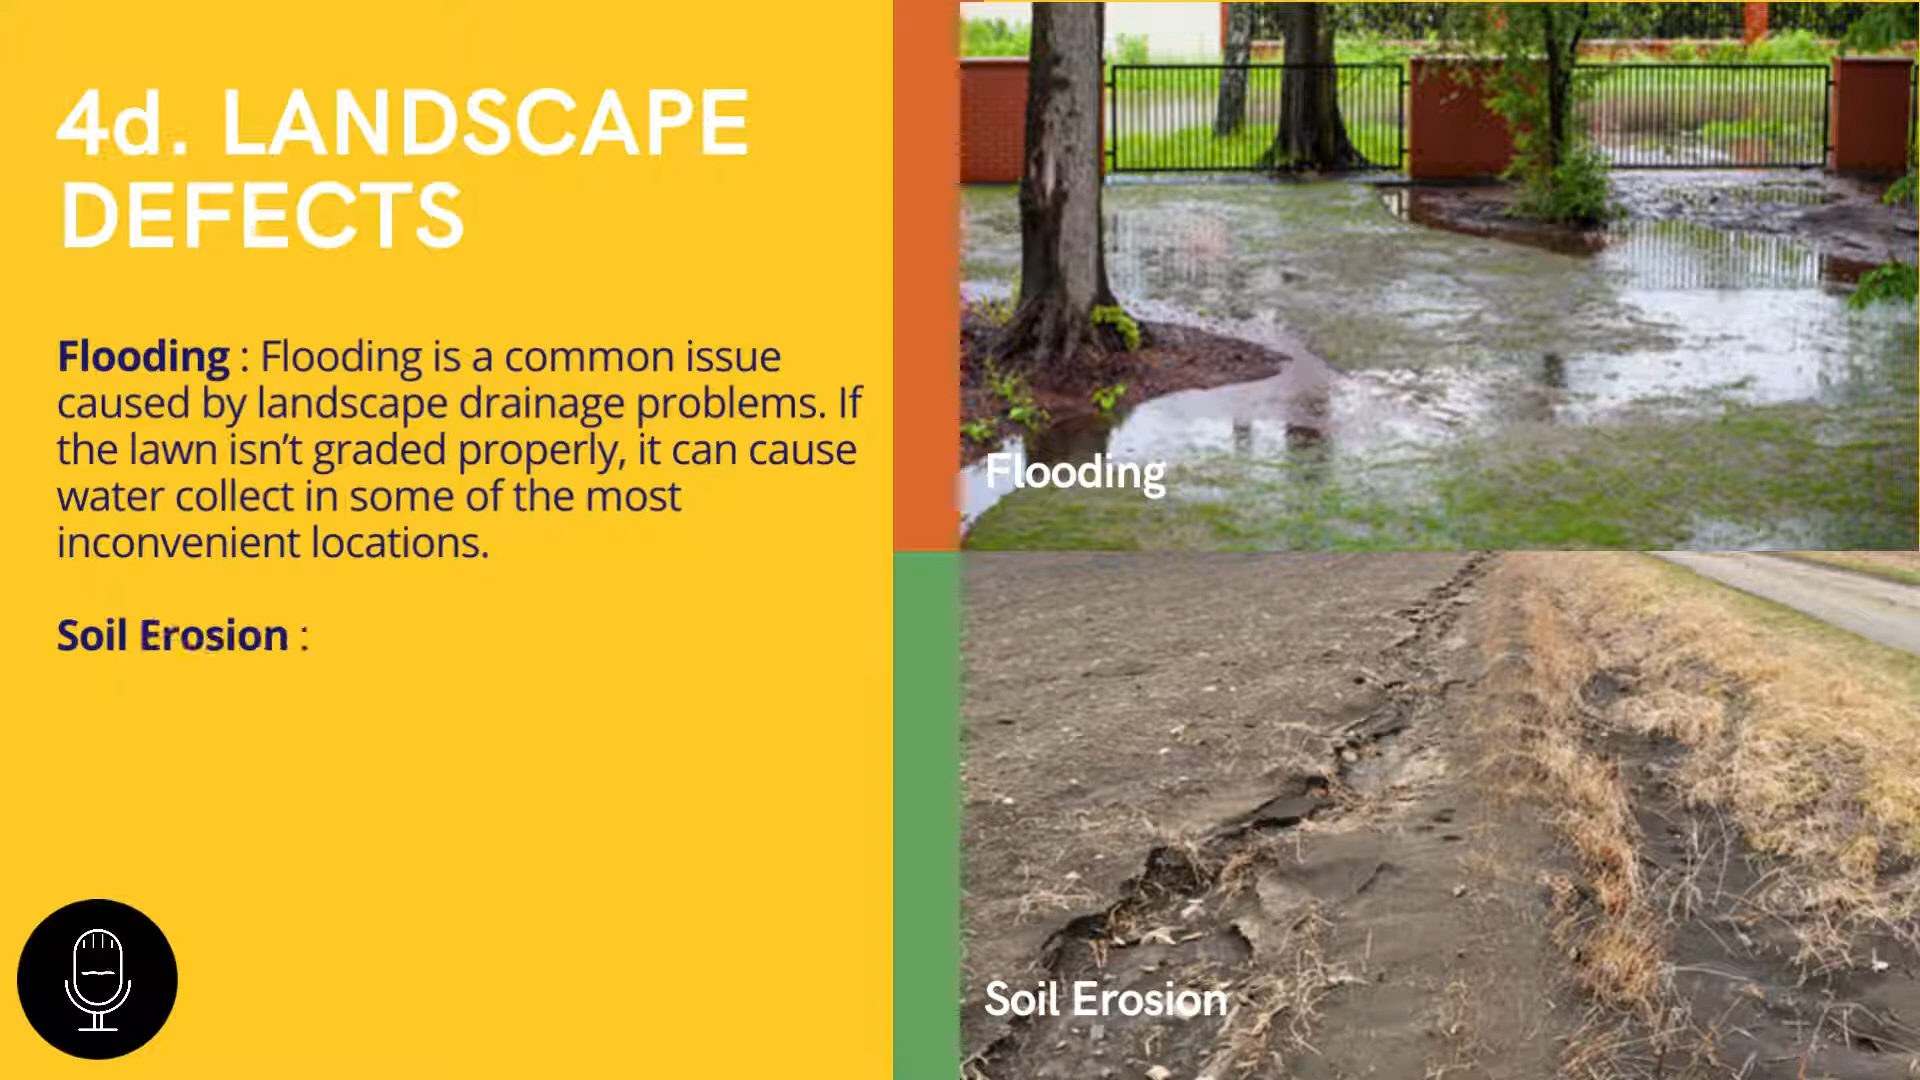 4d. LANDSCAPE
DEFECTS
Flooding : Flooding is a common issue
caused by landscape drainage problems. If
the lawn isn’t graded properly, it can cause
water collect in some of the most
inconvenient locations.
Soil Erosion :
Flooding
Soil Erosion